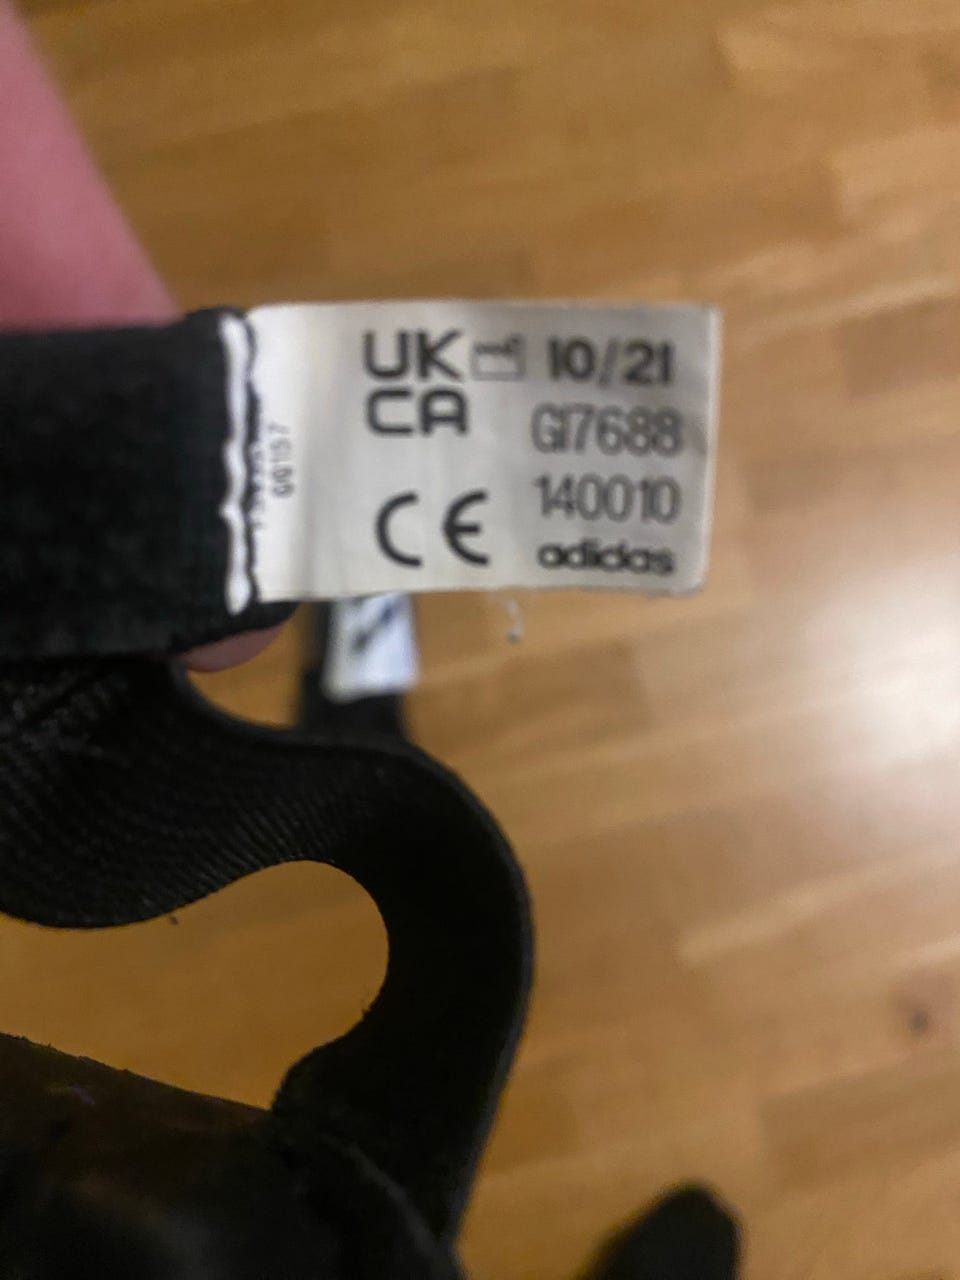 UK
CA
10/21
GI7688
140010
adidas
CE